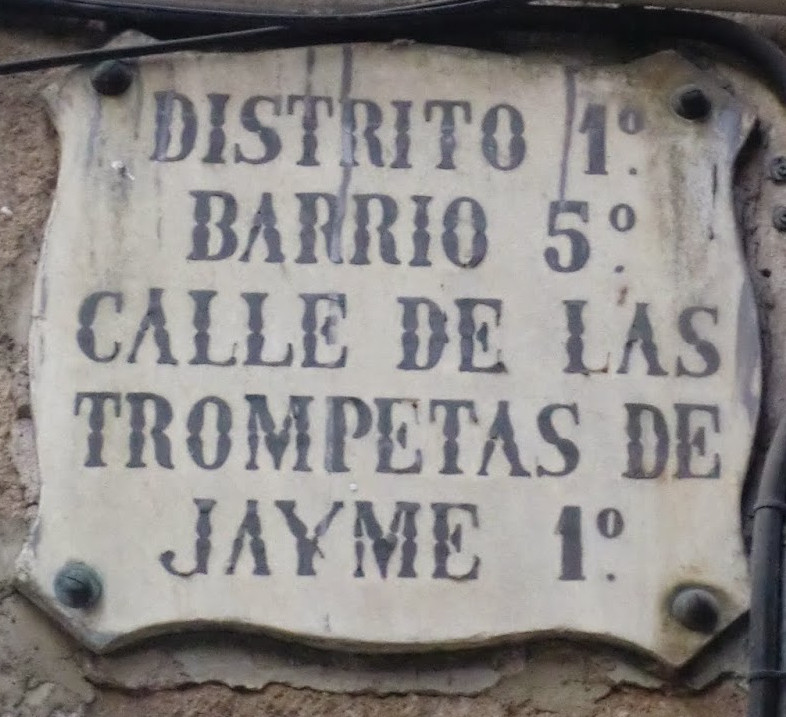 DISTRITO 1º.
BARRIO 5º.
CALLE DE LAS
TROMPETAS DE
JAYME 1º.